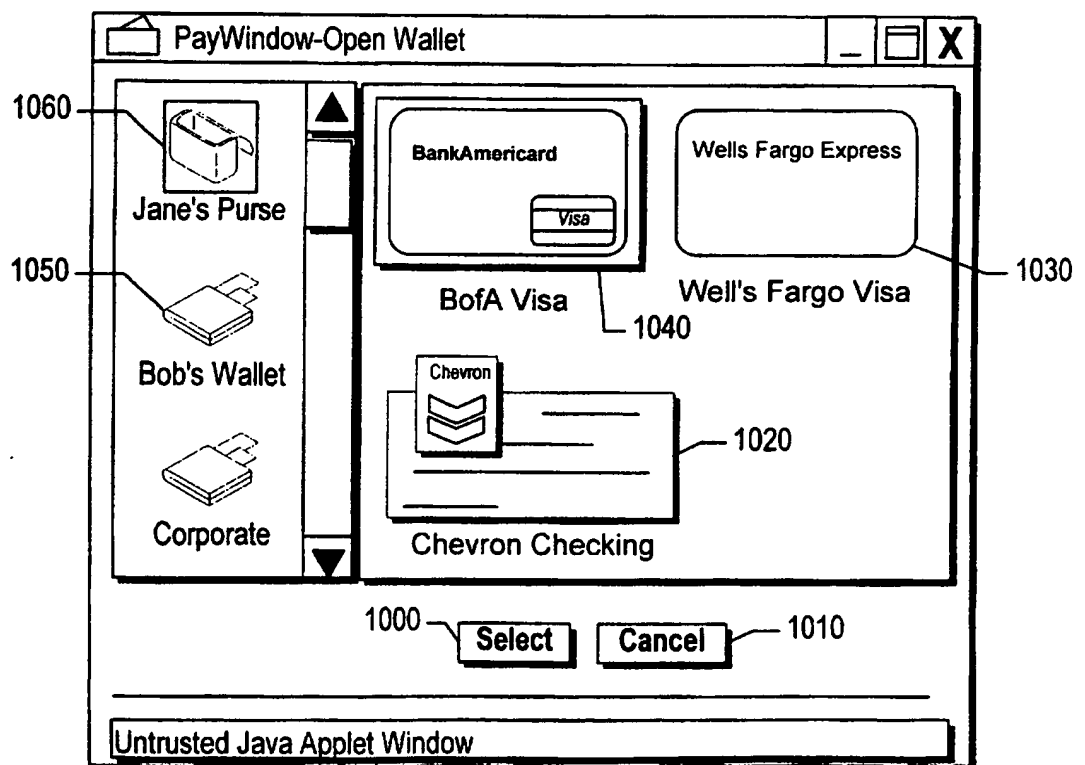 PayWindow-Open Wallet
_ X
1060
Jane's Purse
1050
Bob's Wallet
Corporate
BankAmericard
Visa
BofA Visa
1040
Wells Fargo Express
1030
Well's Fargo Visa
Chevron
1020
Chevron Checking
1000
Select
Cancel
1010
Untrusted Java Applet Window